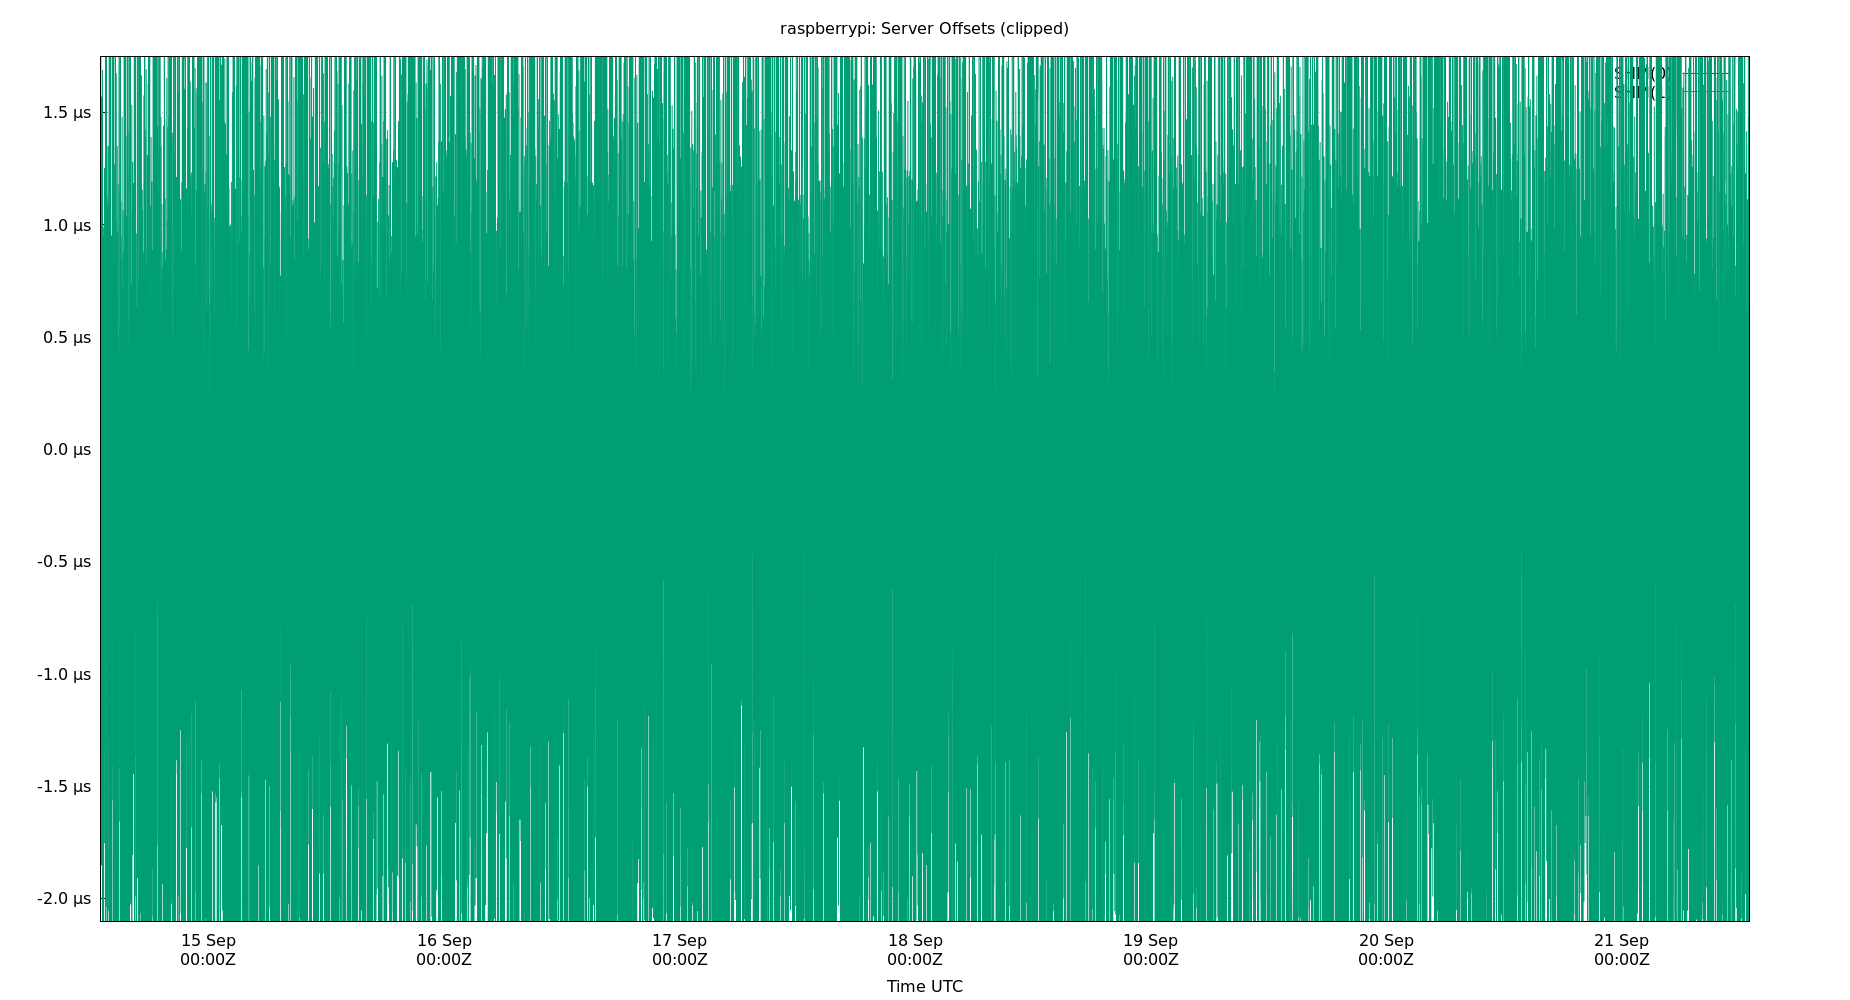 raspberrypi: Server Offsets (clipped)
1.5 µs
1.0 µs
0.5 µs
0.0 µs
-0.5 µs
-1.0 µs
-1.5 µs
-2.0 µs
15 Sep 16 Sep 17 Sep 18 Sep 19 Sep 20 Sep 21 Sep
00:00Z 00:00Z 00:00Z 00:00Z 00:00Z 00:00Z 00:00Z
Time UTC